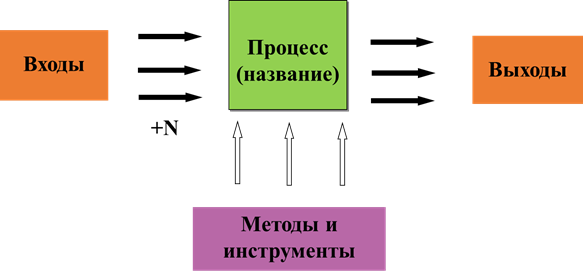 Входы
Процесс
(название)
Выходы
+N
Методы и
инструменты